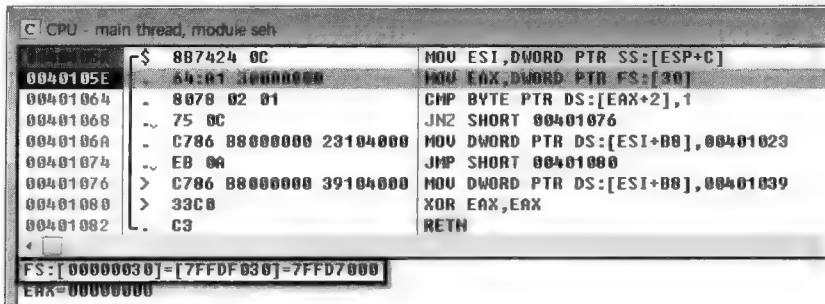 C CPU - main thread, module seh
$ 8B7424 0C MOV ESI,DWORD PTR SS:[ESP+C]
0040105E . 64:A1 30000000 MOV EAX,DWORD PTR FS:[30]
00401064 . 8078 02 01 CMP BYTE PTR DS:[EAX+2],1
00401068 .⌄ 75 0C JNZ SHORT 00401076
0040106A . C786 B8000000 23104000 MOV DWORD PTR DS:[ESI+B8],00401023
00401074 .⌄ EB 0A JMP SHORT 00401080
00401076 > C786 B8000000 39104000 MOV DWORD PTR DS:[ESI+B8],00401039
00401080 > 33C0 XOR EAX,EAX
00401082 . C3 RETN
FS:[00000030]=[7FFDF030]=7FFD7000
EAX=00000000